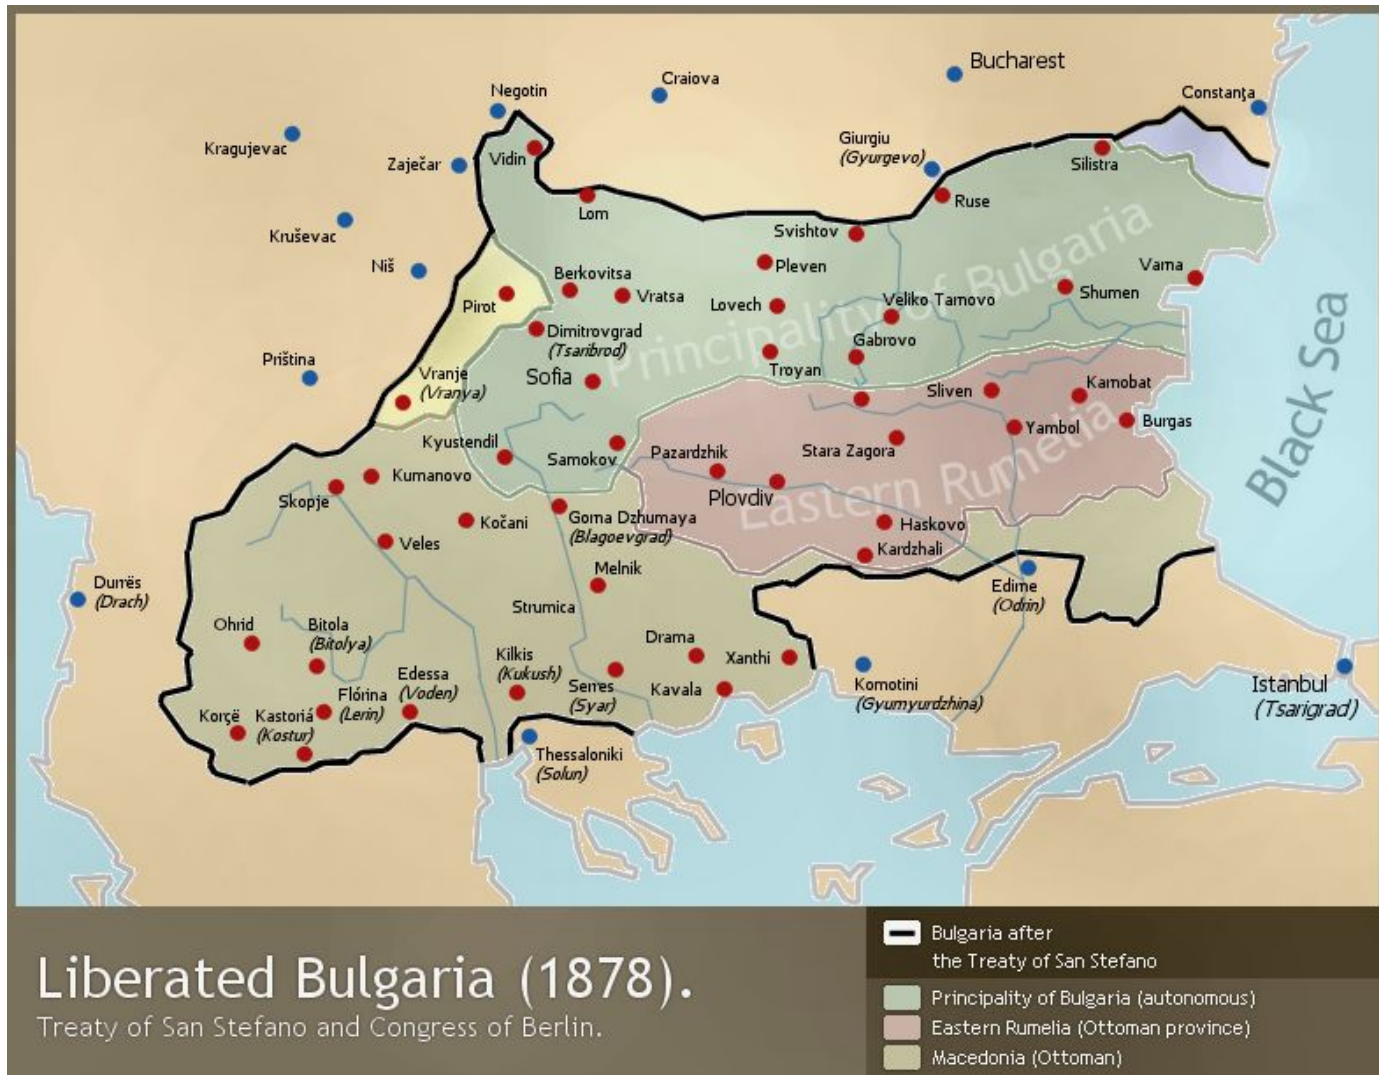 Bucharest
Craiova
Negotin
Constanţa
Kragujevac
Giurgiu
(Gyurgevo)
Zaječar
Vidin
Silistra
Lom
Ruse
Kruševac
Svishtov
Niš
Berkovitsa
Pleven
Varna
Pirot
Vratsa
Lovech
Veliko Tarnovo
Shumen
Principality of Bulgaria
Dimitrovgrad
(Tsaribrod)
Gabrovo
Priština
Vranje
(Vranya)
Sofia
Troyan
Sliven
Karnobat
Black Sea
Kyustendil
Samokov
Pazardzhik
Stara Zagora
Yambol
Burgas
Kumanovo
Skopje
Plovdiv
Eastern Rumelia
Kočani
Gorna Dzhumaya
(Blagoevgrad)
Haskovo
Veles
Kardzhali
Durrës
(Drach)
Melnik
Edirne
(Odrin)
Strumica
Ohrid
Bitola
(Bitolya)
Drama
Xanthi
Kilkis
(Kukush)
Edessa
(Voden)
Serres
(Syar)
Kavala
Komotini
(Gyumyurdzhina)
Istanbul
(Tsarigrad)
Flórina
(Lerin)
Korçë
Kastoriá
(Kostur)
Thessaloniki
(Solun)
Liberated Bulgaria (1878).
Treaty of San Stefano and Congress of Berlin.
Bulgaria after
the Treaty of San Stefano
Principality of Bulgaria (autonomous)
Eastern Rumelia (Ottoman province)
Macedonia (Ottoman)